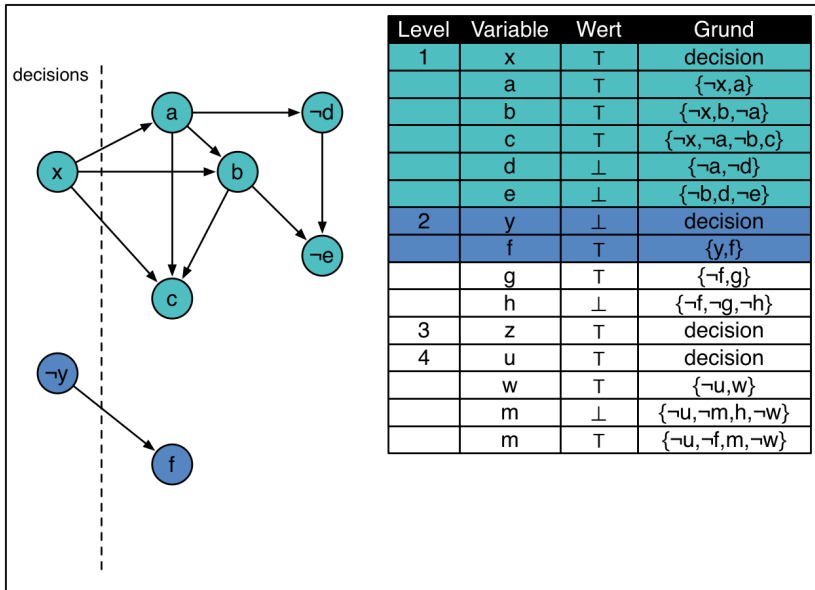 decisions
a
¬d
x
b
¬e
c
¬y
f
Level Variable Wert Grund
1 x ⊤ decision
a ⊤ {¬x,a}
b ⊤ {¬x,b,¬a}
c ⊤ {¬x,¬a,¬b,c}
d ⊥ {¬a,¬d}
e ⊥ {¬b,d,¬e}
2 y ⊥ decision
f ⊤ {y,f}
g ⊤ {¬f,g}
h ⊥ {¬f,¬g,¬h}
3 z ⊤ decision
4 u ⊤ decision
w ⊤ {¬u,w}
m ⊥ {¬u,¬m,h,¬w}
m ⊤ {¬u,¬f,m,¬w}